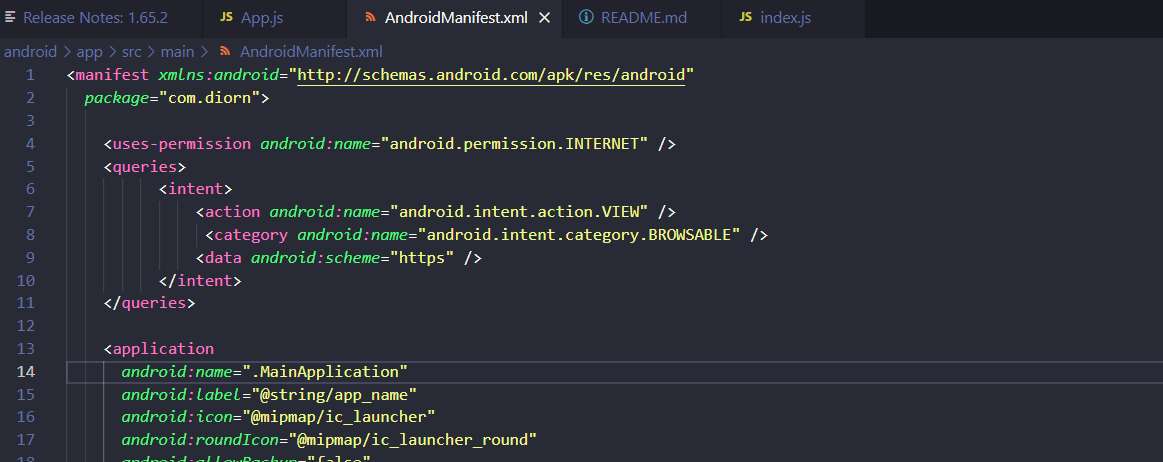 Release Notes: 1.65.2
JS App.js
AndroidManifest.xml
README.md
JS index.js
android > app > src > main > AndroidManifest.xml
1 <manifest xmlns:android="http://schemas.android.com/apk/res/android"
2 package="com.diorn">
3
4 <uses-permission android:name="android.permission.INTERNET" />
5 <queries>
6 <intent>
7 <action android:name="android.intent.action.VIEW" />
8 <category android:name="android.intent.category.BROWSABLE" />
9 <data android:scheme="https" />
10 </intent>
11 </queries>
12
13 <application
14 android:name=".MainApplication"
15 android:label="@string/app_name"
16 android:icon="@mipmap/ic_launcher"
17 android:roundIcon="@mipmap/ic_launcher_round"
18 android:allowBackup="false"